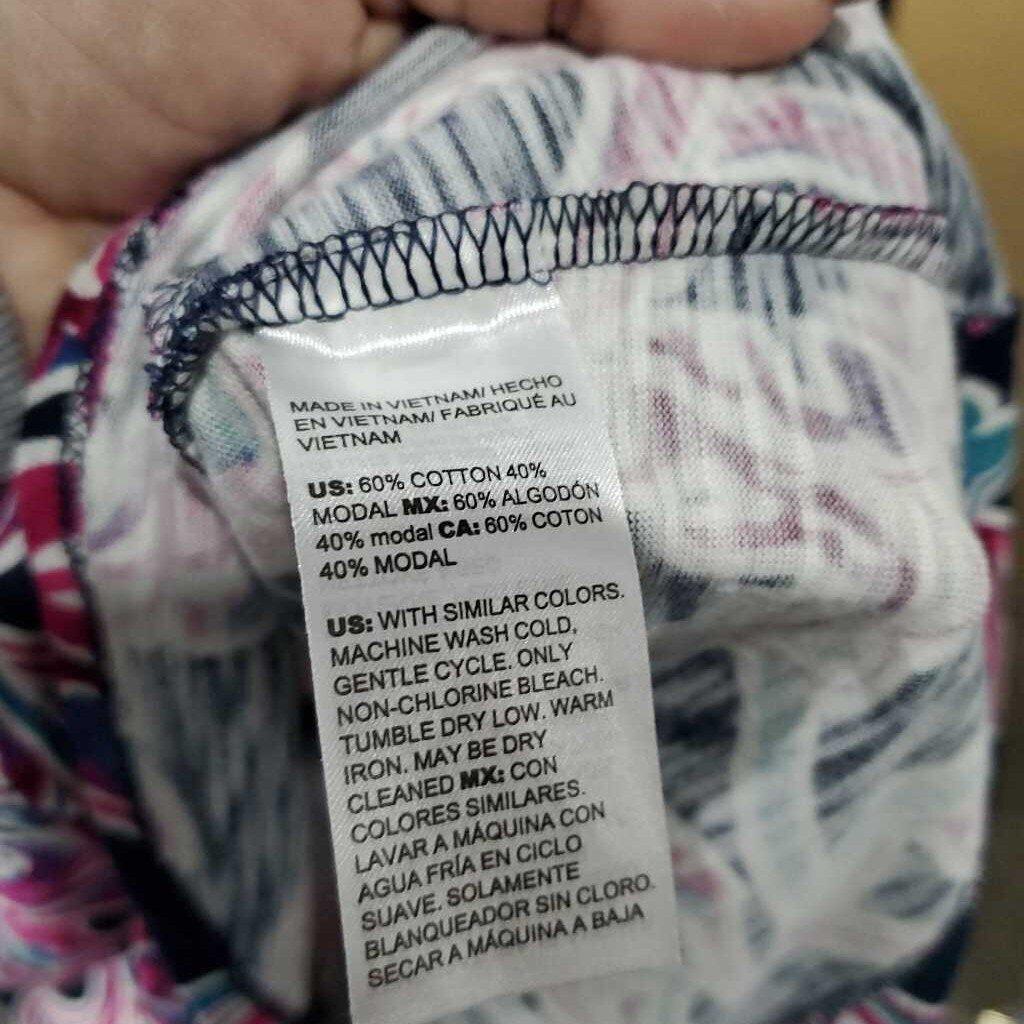 MADE IN VIETNAM/ HECHO
EN VIETNAM/ FABRIQUÉ AU
VIETNAM
US: 60% COTTON 40%
MODAL MX: 60% ALGODÓN
40% modal CA: 60% COTON
40% MODAL
US: WITH SIMILAR COLORS.
MACHINE WASH COLD,
GENTLE CYCLE. ONLY
NON-CHLORINE BLEACH.
TUMBLE DRY LOW. WARM
IRON. MAY BE DRY
CLEANED MX: CON
COLORES SIMILARES.
LAVAR A MÁQUINA CON
AGUA FRÍA EN CICLO
SUAVE. SOLAMENTE
BLANQUEADOR SIN CLORO.
SECAR A MÁQUINA A BAJA